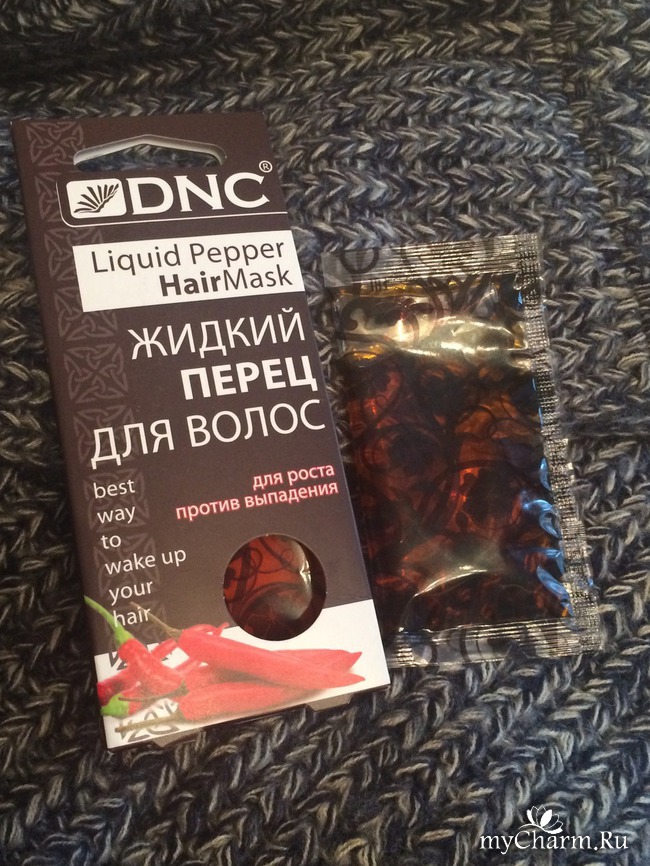 DNC®
Liquid Pepper
HairMask
ЖИДКИЙ
ПЕРЕЦ
ДЛЯ ВОЛОС
для роста
против выпадения
best
way
to
wake up
your
hair
myCharm.Ru